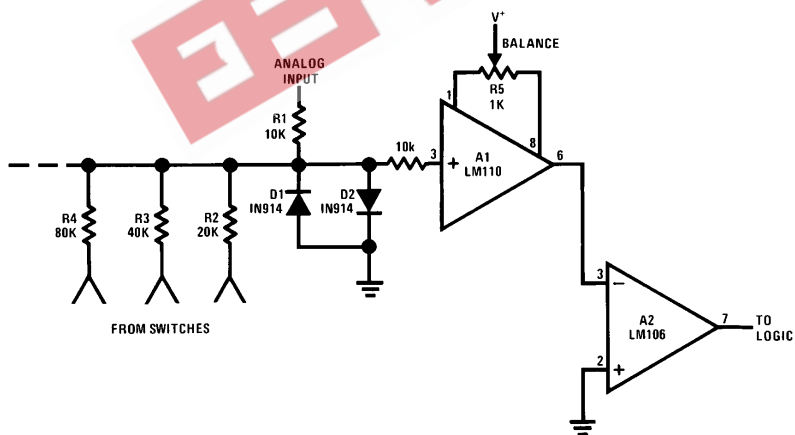 V+
BALANCE
ANALOG
INPUT
R5
1K
1
R1
10K
10k
3
+
A1
LM110
8
6
R4
80K
R3
40K
R2
20K
D1
IN914
D2
IN914
3
−
A2
LM106
7
TO
LOGIC
2
+
FROM SWITCHES